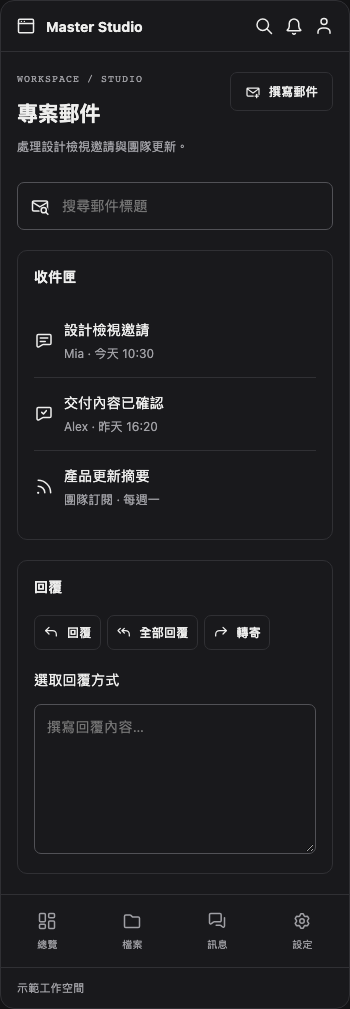 Master Studio
WORKSPACE / STUDIO
專案郵件
撰寫郵件
處理設計檢視邀請與團隊更新。
搜尋郵件標題
收件匣
設計檢視邀請
Mia · 今天 10:30
交付內容已確認
Alex · 昨天 16:20
產品更新摘要
團隊訂閱 · 每週一
回覆
回覆 全部回覆 轉寄
選取回覆方式
撰寫回覆內容...
總覽 檔案 訊息 設定
示範工作空間